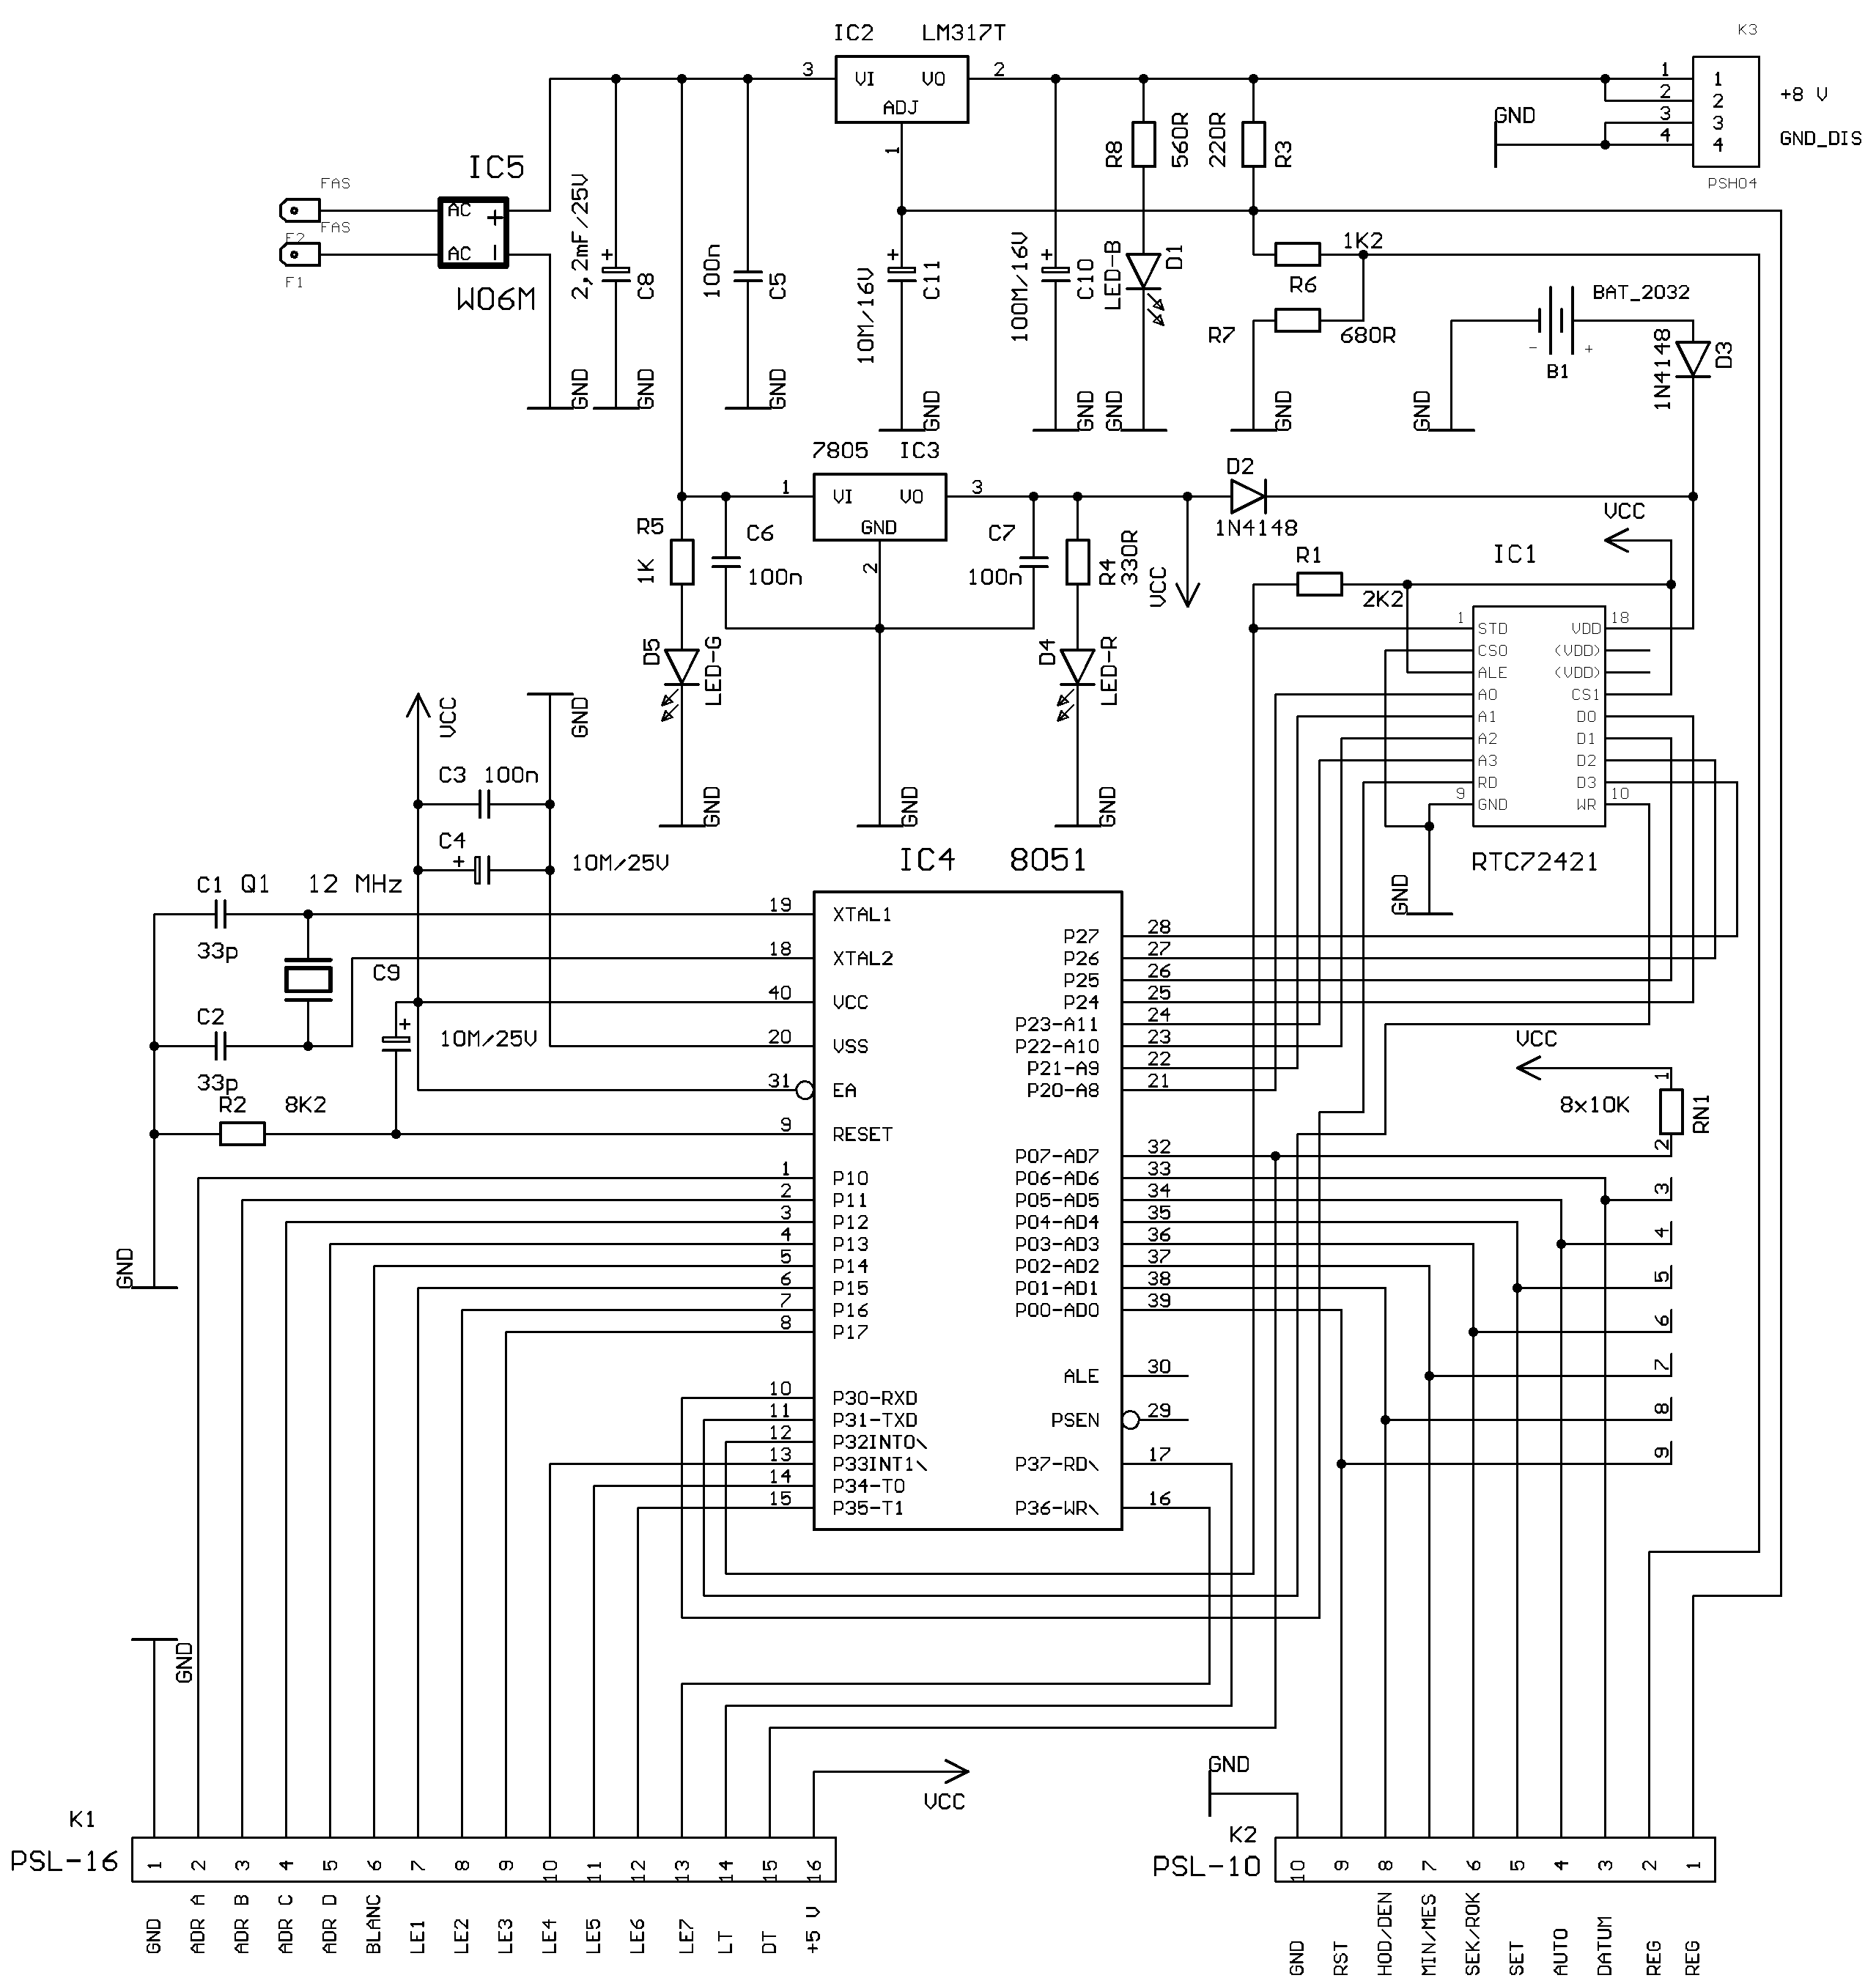 IC2 LM317T
K3
3 VI VO 2
ADJ
1
1 1
2 2
3 3
4 4
+8 V
GND_DIS
GND
PSH04
IC5
FAS
FAS
F2
F1
AC +
AC -
W06M
2,2mF/25V
+
C8
100n
C5
10M/16V
+
C11
100M/16V
+
C10
R8
560R
220R
R3
LED-B
D1
1K2
R6
R7
680R
BAT_2032
- +
B1
1N4148
D3
GND
GND
GND
GND
GND
GND
GND
GND
7805 IC3
1 VI VO 3
GND
2
R5
1K
C6
100n
C7
100n
R4
330R
VCC
D2
1N4148
VCC
IC1
R1
2K2
D5
LED-G
D4
LED-R
1 STD VDD 18
CS0 (VDD)
ALE (VDD)
A0 CS1
A1 D0
A2 D1
A3 D2
RD D3
9 GND WR 10
RTC72421
GND
VCC
GND
C3 100n
C4
+
10M/25V
GND
GND
GND
IC4 8051
C1 Q1 12 MHz
33p
C9
+
10M/25V
C2
33p
R2 8K2
GND
19 XTAL1
18 XTAL2
40 VCC
20 VSS
31 EA
9 RESET
1 P10
2 P11
3 P12
4 P13
5 P14
6 P15
7 P16
8 P17
10 P30-RXD
11 P31-TXD
12 P32INT0\
13 P33INT1\
14 P34-T0
15 P35-T1
P27 28
P26 27
P25 26
P24 25
P23-A11 24
P22-A10 23
P21-A9 22
P20-A8 21
P07-AD7 32
P06-AD6 33
P05-AD5 34
P04-AD4 35
P03-AD3 36
P02-AD2 37
P01-AD1 38
P00-AD0 39
ALE 30
PSEN 29
P37-RD\ 17
P36-WR\ 16
VCC
8x10K
RN1
1
2
3
4
5
6
7
8
9
GND
VCC
GND
K1
PSL-16
1 2 3 4 5 6 7 8 9 10 11 12 13 14 15 16
GND
ADR A
ADR B
ADR C
ADR D
BLANC
LE1
LE2
LE3
LE4
LE5
LE6
LE7
LT
DT
+5 V
K2
PSL-10
10 9 8 7 6 5 4 3 2 1
GND
RST
HOD/DEN
MIN/MES
SEK/ROK
SET
AUTO
DATUM
REG
REG